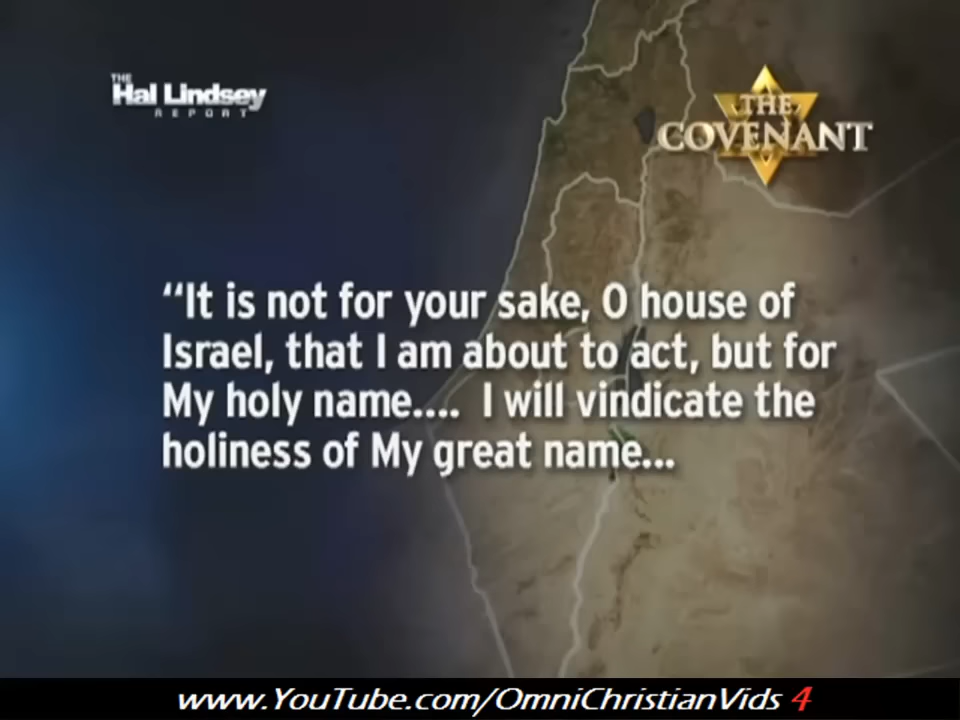 THE
Hal Lindsey
REPORT
THE
COVENANT
“It is not for your sake, O house of
Israel, that I am about to act, but for
My holy name.... I will vindicate the
holiness of My great name...
www.YouTube.com/OmniChristianVids 4